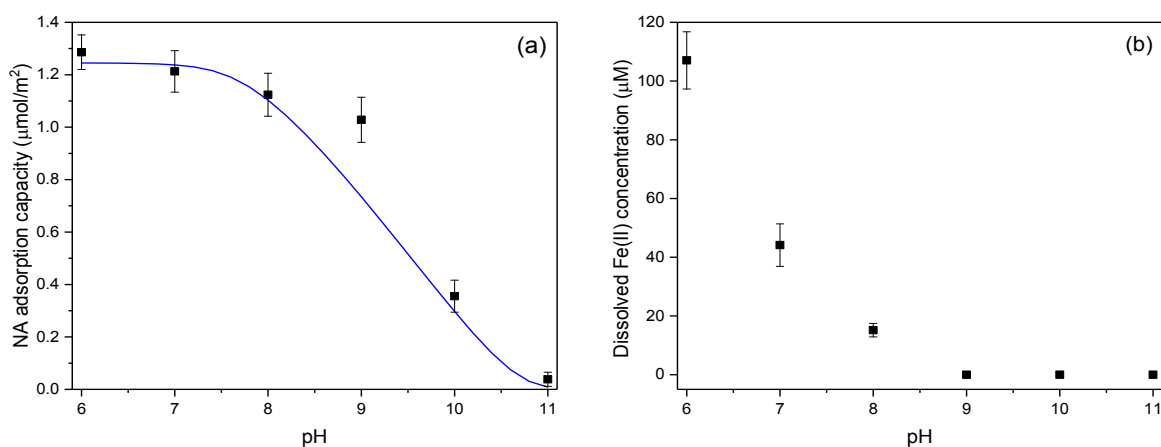 (a)
NA adsorption capacity (μmol/m²)
1.4
1.2
1.0
0.8
0.6
0.4
0.2
0.0
6 7 8 9 10 11
pH
(b)
Dissolved Fe(II) concentration (μM)
120
100
80
60
40
20
0
6 7 8 9 10 11
pH